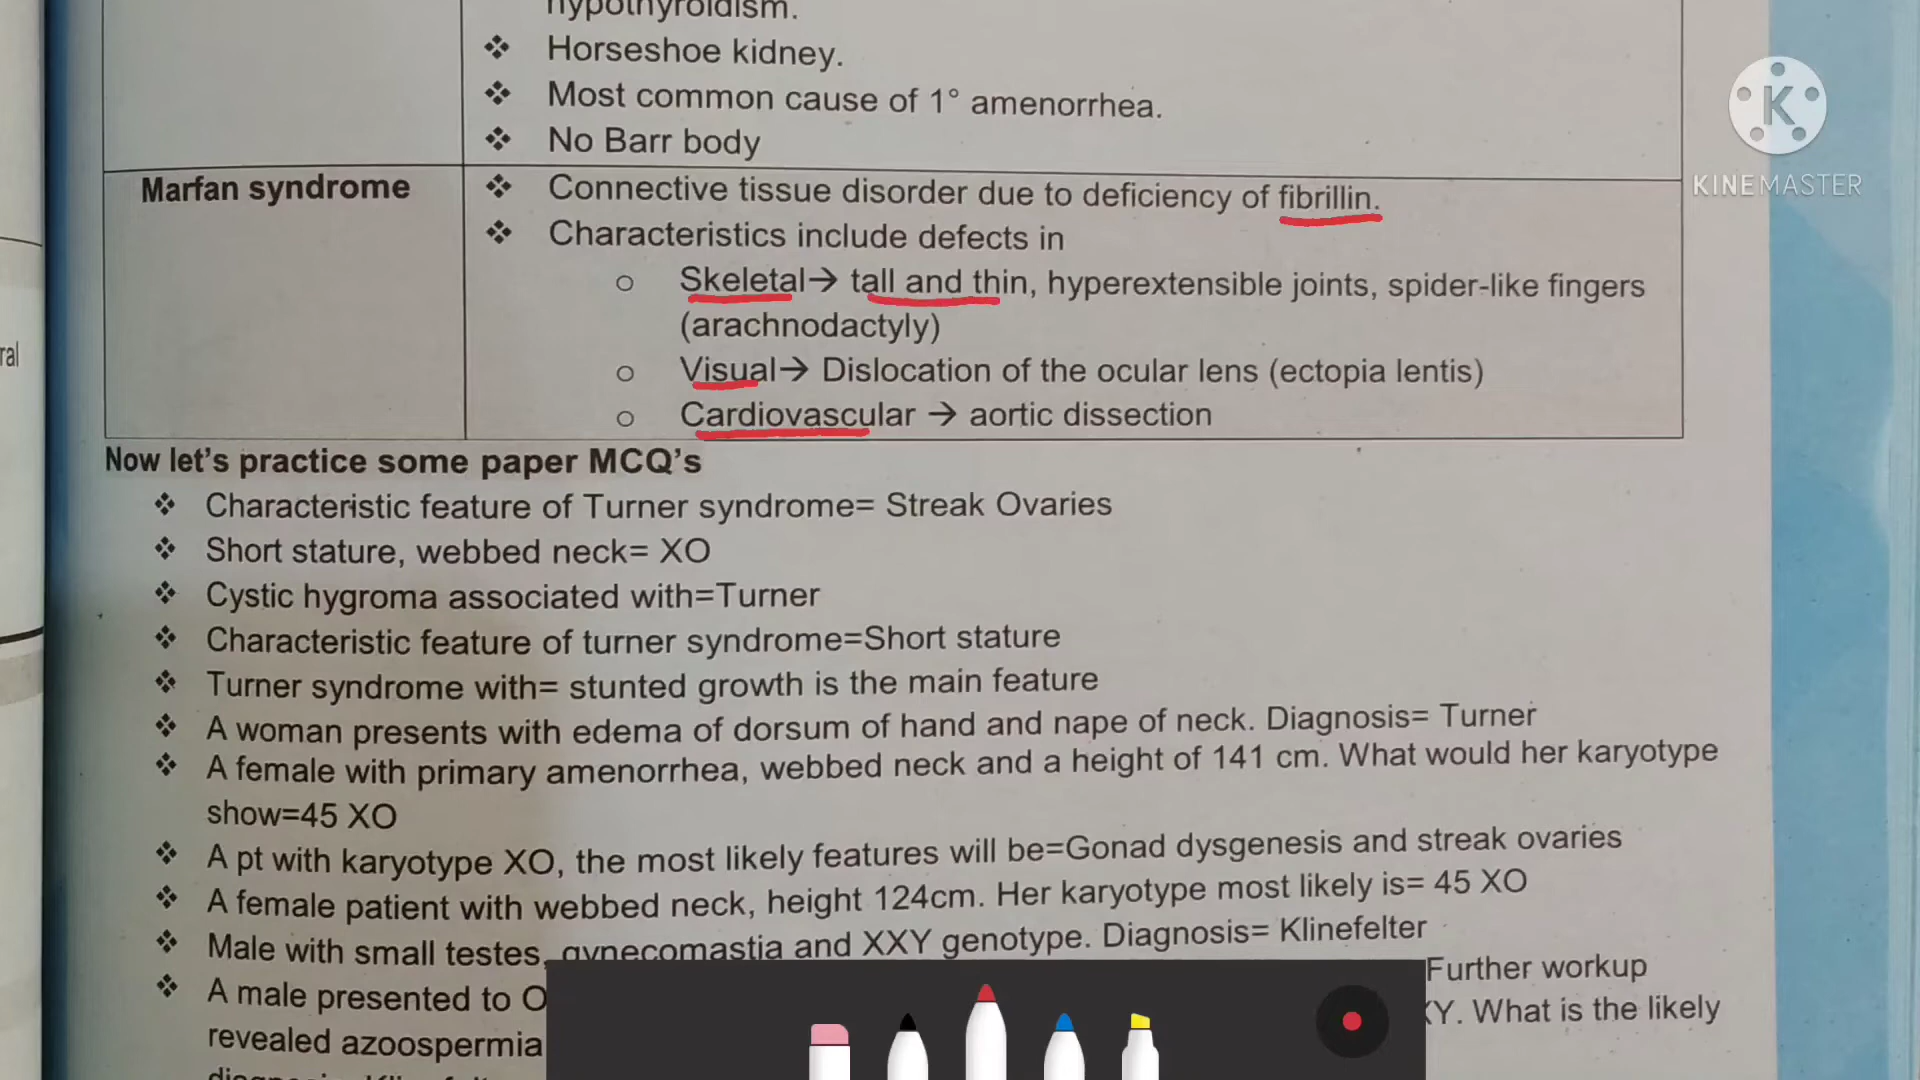 hypothyroidism.
❖ Horseshoe kidney.
❖ Most common cause of 1° amenorrhea.
❖ No Barr body
KINEMASTER
Marfan syndrome
❖ Connective tissue disorder due to deficiency of fibrillin.
❖ Characteristics include defects in
o Skeletal→ tall and thin, hyperextensible joints, spider-like fingers
(arachnodactyly)
o Visual→ Dislocation of the ocular lens (ectopia lentis)
o Cardiovascular → aortic dissection
Now let's practice some paper MCQ's
❖ Characteristic feature of Turner syndrome= Streak Ovaries
❖ Short stature, webbed neck= XO
❖ Cystic hygroma associated with=Turner
❖ Characteristic feature of turner syndrome=Short stature
❖ Turner syndrome with= stunted growth is the main feature
❖ A woman presents with edema of dorsum of hand and nape of neck. Diagnosis= Turner
❖ A female with primary amenorrhea, webbed neck and a height of 141 cm. What would her karyotype
show=45 XO
❖ A pt with karyotype XO, the most likely features will be=Gonad dysgenesis and streak ovaries
❖ A female patient with webbed neck, height 124cm. Her karyotype most likely is= 45 XO
❖ Male with small testes, gynecomastia and XXY genotype. Diagnosis= Klinefelter
❖ A male presented to O Further workup
revealed azoospermia XY. What is the likely
ral